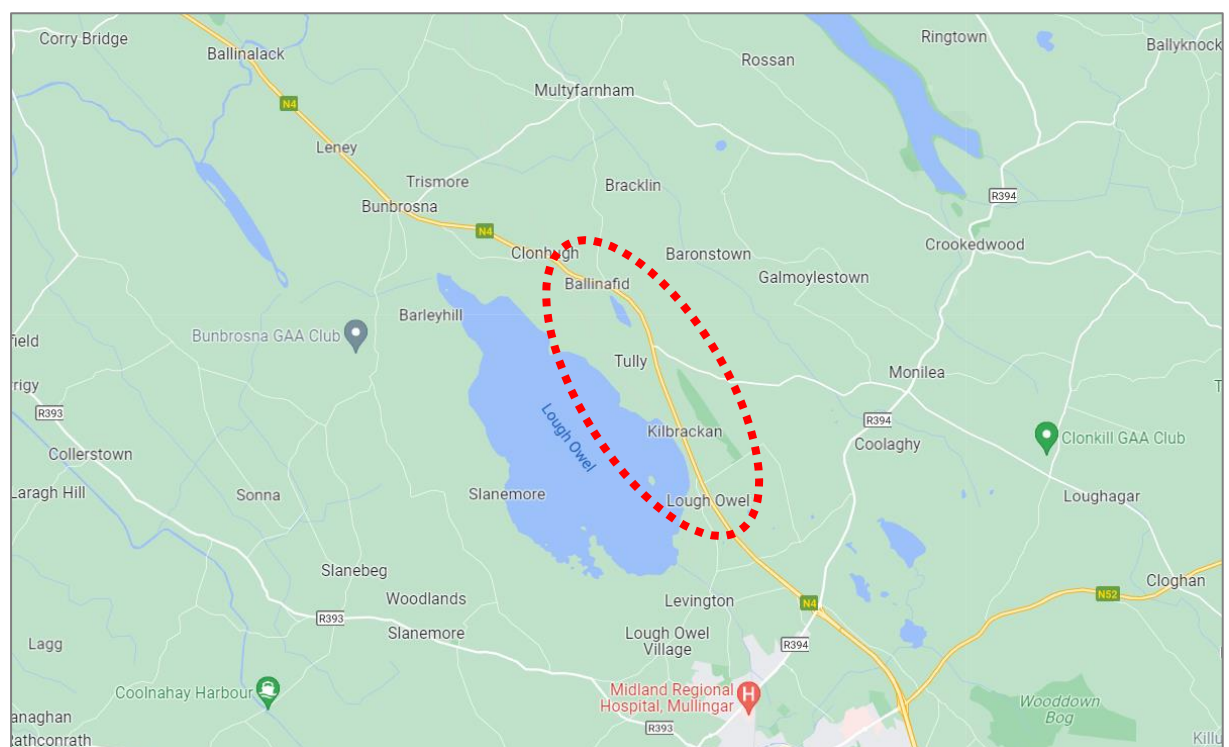 Corry Bridge
Ballinalack
Ringtown
Ballyknock
Rossan
N4
Multyfarnham
Leney
Trismore
Bracklin
R394
Bunbrosna
N4
Crookedwood
Clonhugh
Baronstown
Ballinafid
Galmoylestown
Barleyhill
Bunbrosna GAA Club
field
Tully
Monilea
rrigy
R393
R394
Lough Owel
Kilbrackan
Coolaghy
Clonkill GAA Club
Collerstown
Laragh Hill
Sonna
Slanemore
Lough Owel
Loughagar
Slanebeg
Cloghan
Woodlands
Levington
N4
N52
R393
Slanemore
Lough Owel
Village
R394
Lagg
Coolnahay Harbour
Midland Regional
Hospital, Mullingar
H
Wooddown
Bog
anaghan
R393
Rathconrath
Killu